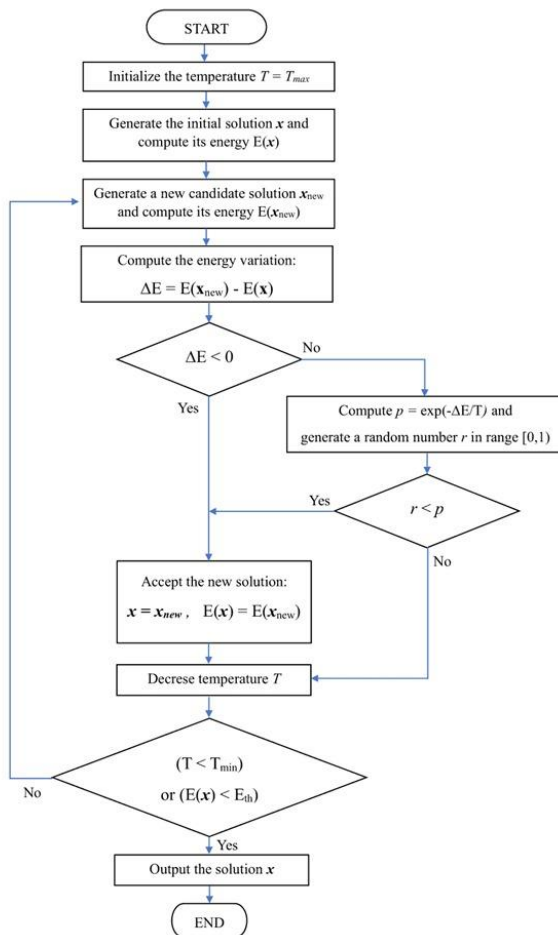 START
Initialize the temperature T = Tmax
Generate the initial solution x and
compute its energy E(x)
Generate a new candidate solution xnew
and compute its energy E(xnew)
Compute the energy variation:
ΔE = E(xnew) - E(x)
ΔE < 0
No
Yes
Compute p = exp(-ΔE/T) and
generate a random number r in range [0,1)
Yes
r < p
No
Accept the new solution:
x = xnew , E(x) = E(xnew)
Decrese temperature T
(T < Tmin)
or (E(x) < Eth)
No
Yes
Output the solution x
END